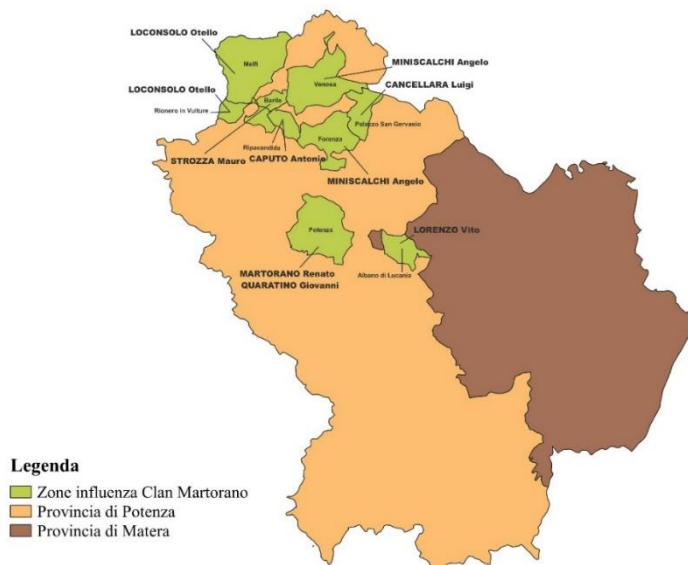 LOCONSOLO Otello
Melfi
MINISCALCHI Angelo
Venosa
CANCELLARA Luigi
LOCONSOLO Otello
Barile
Rionero in Vulture
Palazzo San Gervasio
Forenza
Ripacandida
STROZZA Mauro
CAPUTO Antonio
MINISCALCHI Angelo
Potenza
LORENZO Vito
MARTORANO Renato
QUARATINO Giovanni
Albano di Lucania
Legenda
Zone influenza Clan Martorano
Provincia di Potenza
Provincia di Matera